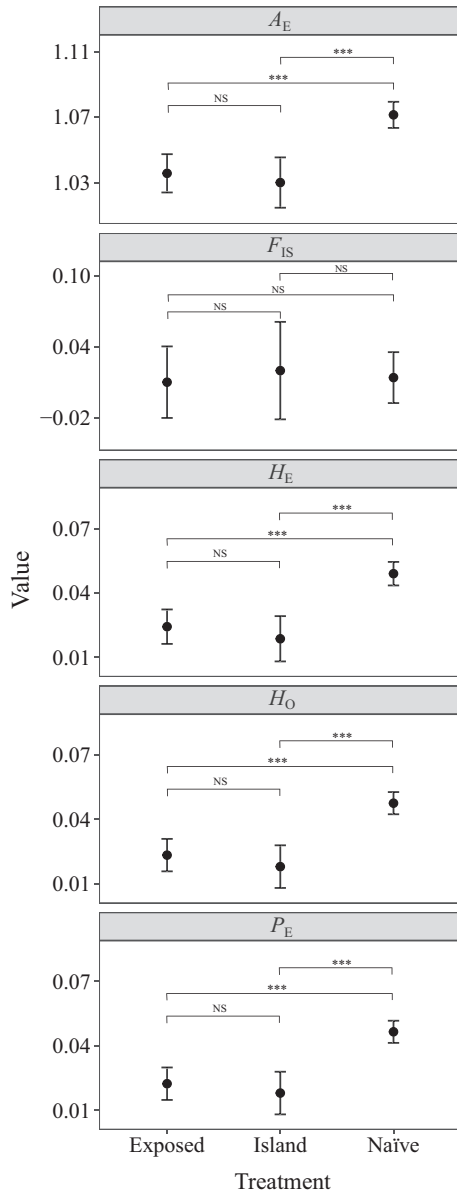 A_E
1.11
***
***
NS
1.07
1.03
F_IS
0.10
NS
NS
NS
0.04
−0.02
H_E
0.07
***
***
NS
0.04
0.01
H_O
0.07
***
***
NS
0.04
0.01
P_E
0.07
***
***
NS
0.04
0.01
Value
Exposed Island Naïve
Treatment